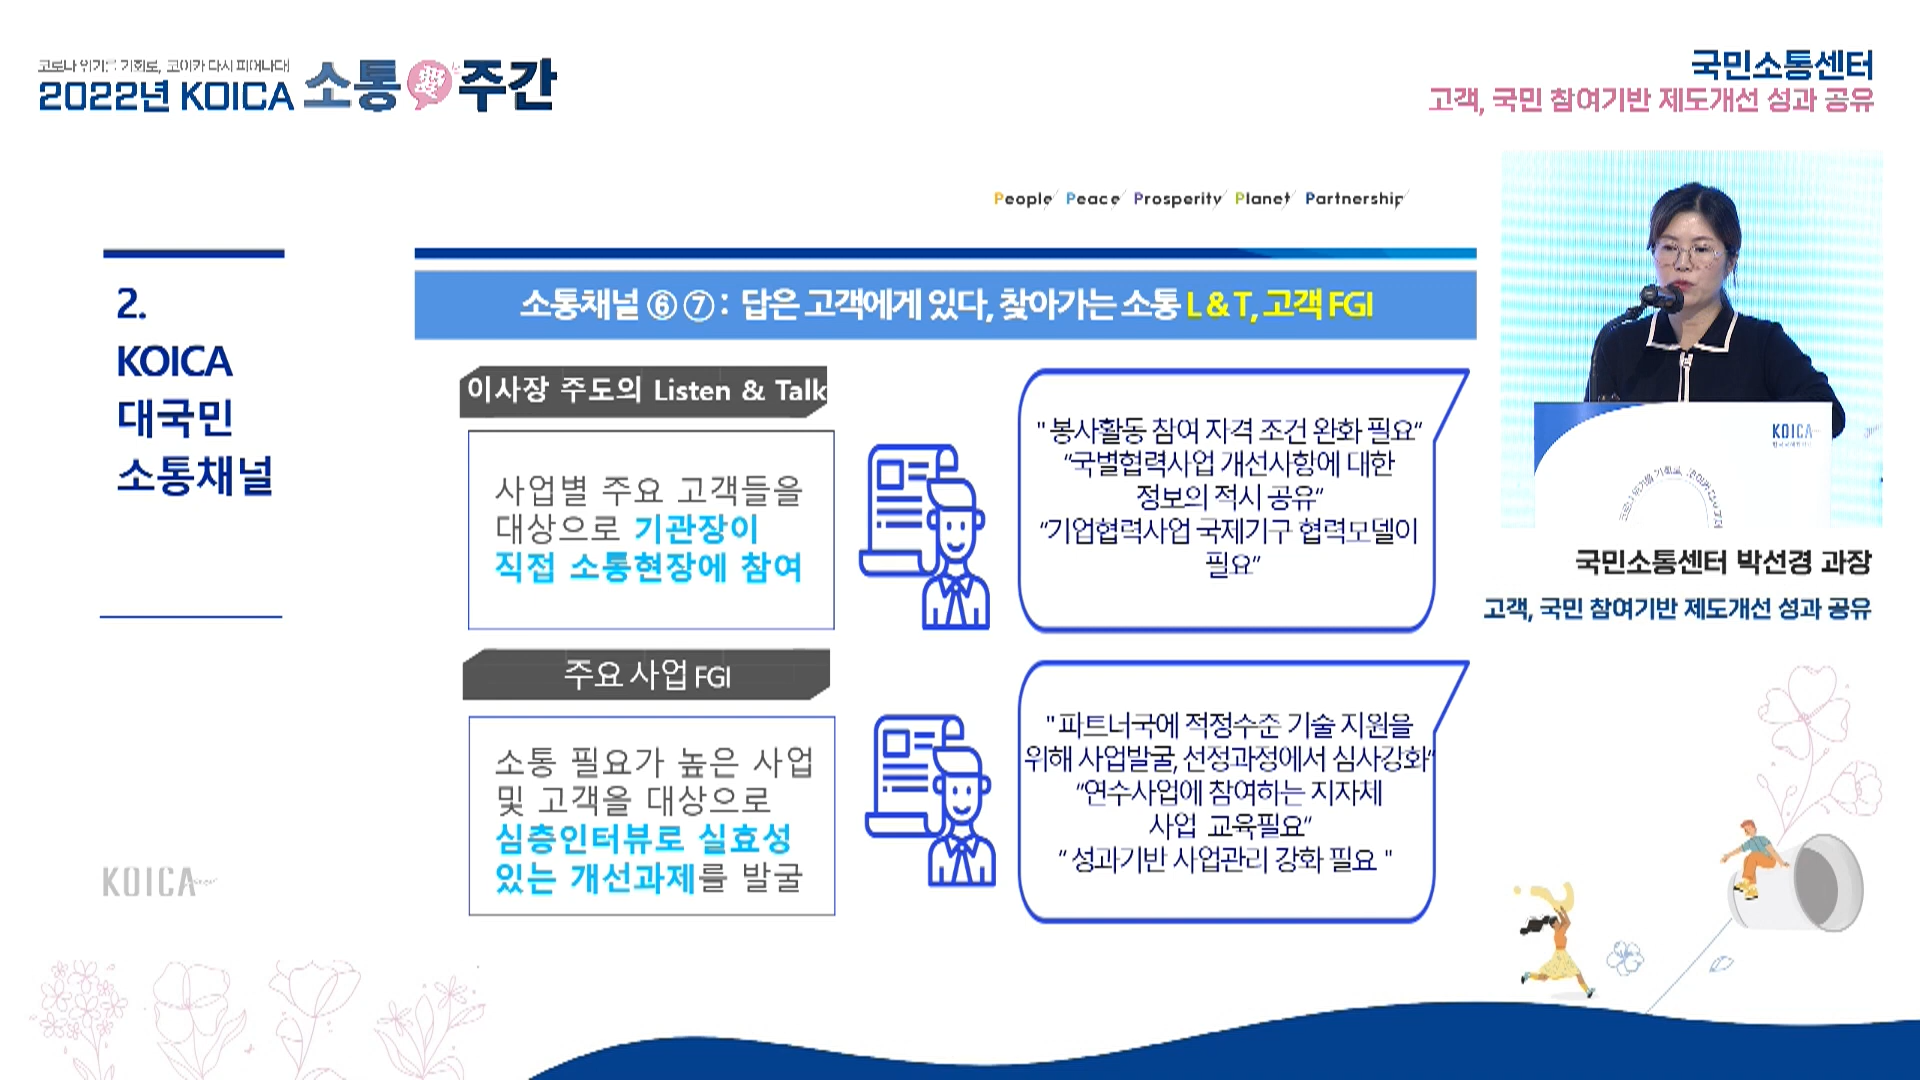 코로나 위기를 기회로, 코이카 다시 피어나다!
2022년 KOICA 소통愛주간
국민소통센터
고객, 국민 참여기반 제도개선 성과 공유
People Peace Prosperity Planet Partnership
2.
KOICA
대국민
소통채널
소통채널 ⑥ ⑦ : 답은 고객에게 있다, 찾아가는 소통 L & T, 고객 FGI
이사장 주도의 Listen & Talk
사업별 주요 고객들을
대상으로 기관장이
직접 소통현장에 참여
" 봉사활동 참여 자격 조건 완화 필요“
“국별협력사업 개선사항에 대한
정보의 적시 공유”
“기업협력사업 국제기구 협력모델이
필요”
주요 사업 FGI
소통 필요가 높은 사업
및 고객을 대상으로
심층인터뷰로 실효성
있는 개선과제를 발굴
" 파트너국에 적정수준 기술 지원을
위해 사업발굴, 선정과정에서 심사강화“
“연수사업에 참여하는 지자체
사업 교육필요”
“ 성과기반 사업관리 강화 필요 "
KOICA
국민소통센터 박선경 과장
고객, 국민 참여기반 제도개선 성과 공유
KOICA